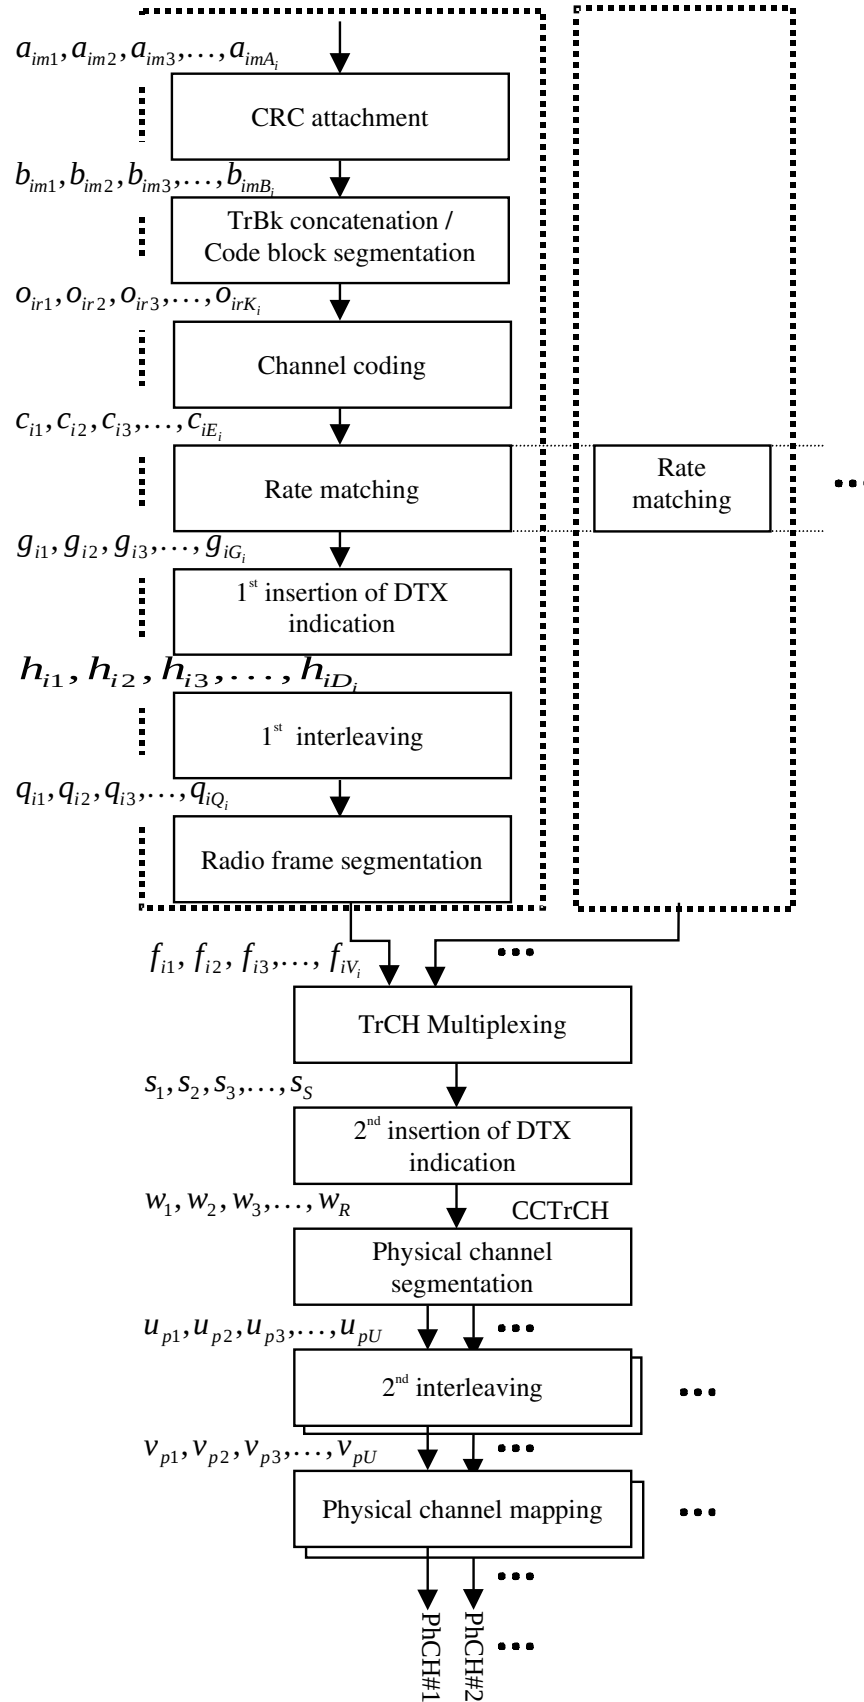 a_{im1}, a_{im2}, a_{im3}, ..., a_{imA_i}
CRC attachment
b_{im1}, b_{im2}, b_{im3}, ..., b_{imB_i}
TrBk concatenation /
Code block segmentation
o_{ir1}, o_{ir2}, o_{ir3}, ..., o_{irK_i}
Channel coding
c_{i1}, c_{i2}, c_{i3}, ..., c_{iE_i}
Rate matching
Rate
matching
g_{i1}, g_{i2}, g_{i3}, ..., g_{iG_i}
1st insertion of DTX
indication
h_{i1}, h_{i2}, h_{i3}, ..., h_{iD_i}
1st interleaving
q_{i1}, q_{i2}, q_{i3}, ..., q_{iQ_i}
Radio frame segmentation
f_{i1}, f_{i2}, f_{i3}, ..., f_{iV_i}
TrCH Multiplexing
s_1, s_2, s_3, ..., s_S
2nd insertion of DTX
indication
w_1, w_2, w_3, ..., w_R
CCTrCH
Physical channel
segmentation
u_{p1}, u_{p2}, u_{p3}, ..., u_{pU}
2nd interleaving
v_{p1}, v_{p2}, v_{p3}, ..., v_{pU}
Physical channel mapping
PhCH#1
PhCH#2